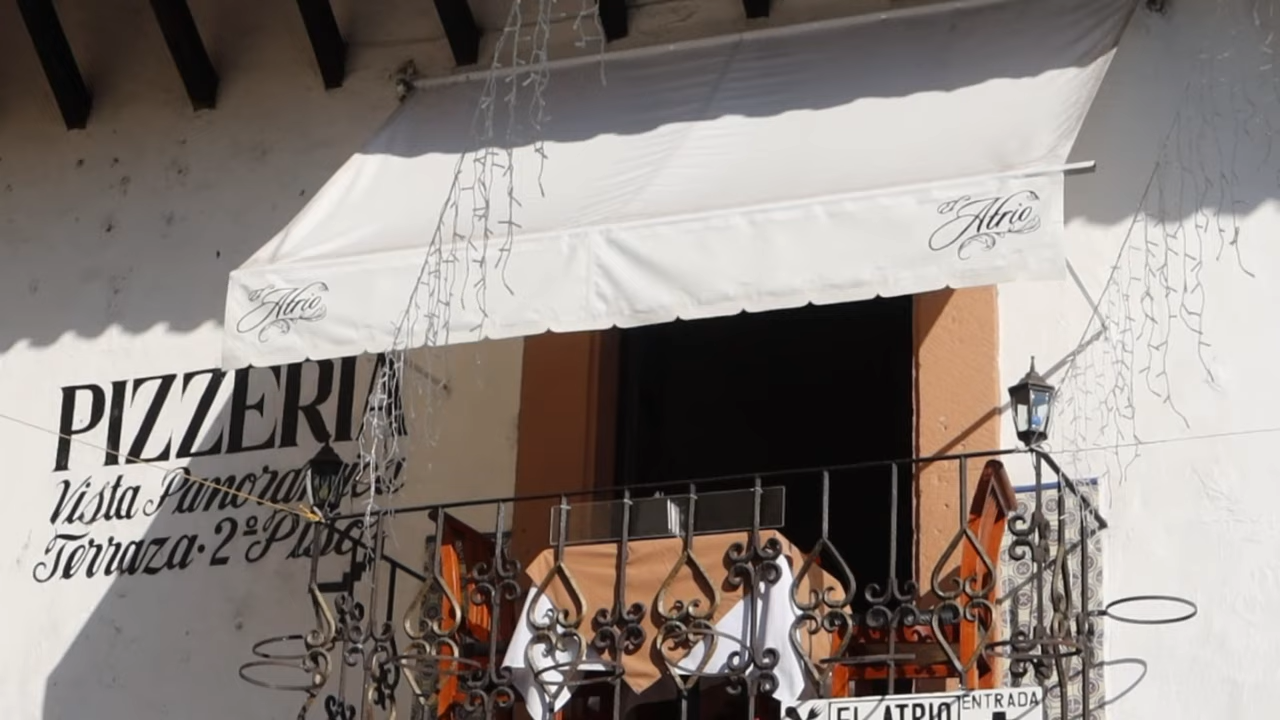 El Atrio
El Atrio
PIZZERIA
Vista Panoramica
Terraza · 2º Piso
EL ATRIO
ENTRADA